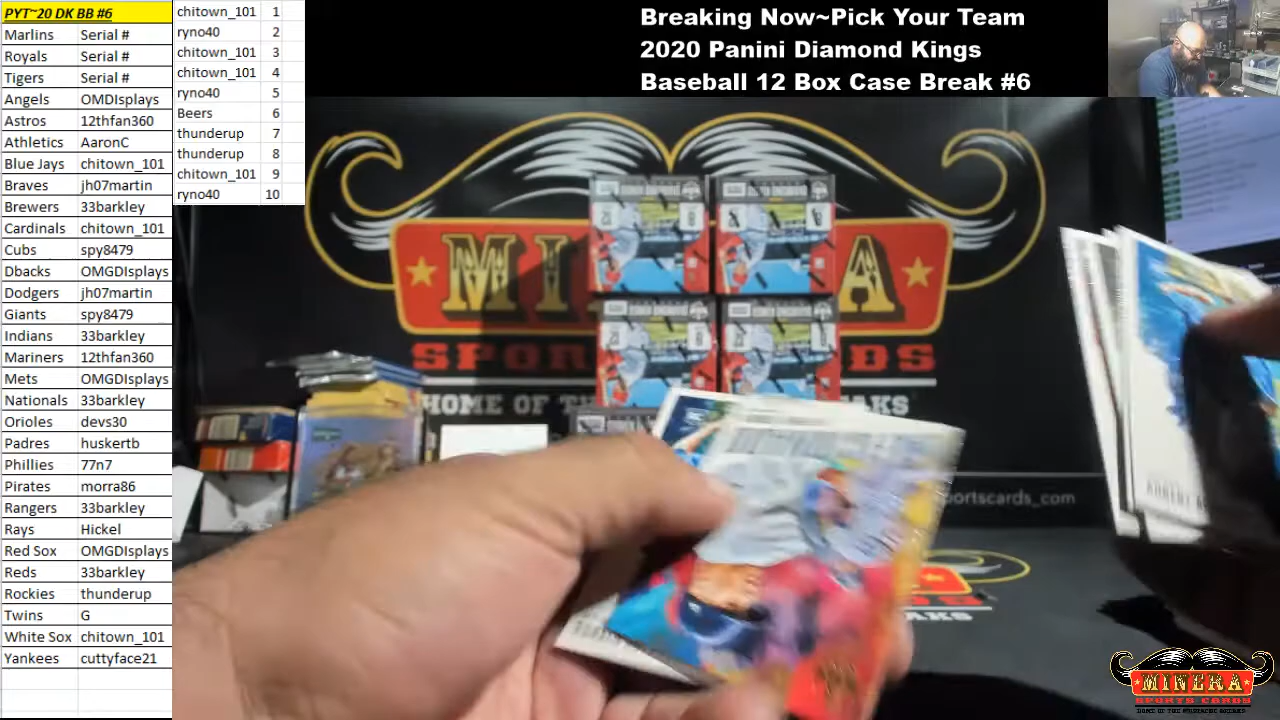 PYT~20 DK BB #6
Marlins Serial #
Royals Serial #
Tigers Serial #
Angels OMDIsplays
Astros 12thfan360
Athletics AaronC
Blue Jays chitown_101
Braves jh07martin
Brewers 33barkley
Cardinals chitown_101
Cubs spy8479
Dbacks OMGDIsplays
Dodgers jh07martin
Giants spy8479
Indians 33barkley
Mariners 12thfan360
Mets OMGDIsplays
Nationals 33barkley
Orioles devs30
Padres huskertb
Phillies 77n7
Pirates morra86
Rangers 33barkley
Rays Hickel
Red Sox OMGDIsplays
Reds 33barkley
Rockies thunderup
Twins G
White Sox chitown_101
Yankees cuttyface21
chitown_101 1
ryno40 2
chitown_101 3
chitown_101 4
ryno40 5
Beers 6
thunderup 7
thunderup 8
chitown_101 9
ryno40 10
Breaking Now~Pick Your Team
2020 Panini Diamond Kings
Baseball 12 Box Case Break #6
MI A
SPO DS
HOME OF THE AKS
portscards_com
MINERA
SPORTS CARDS